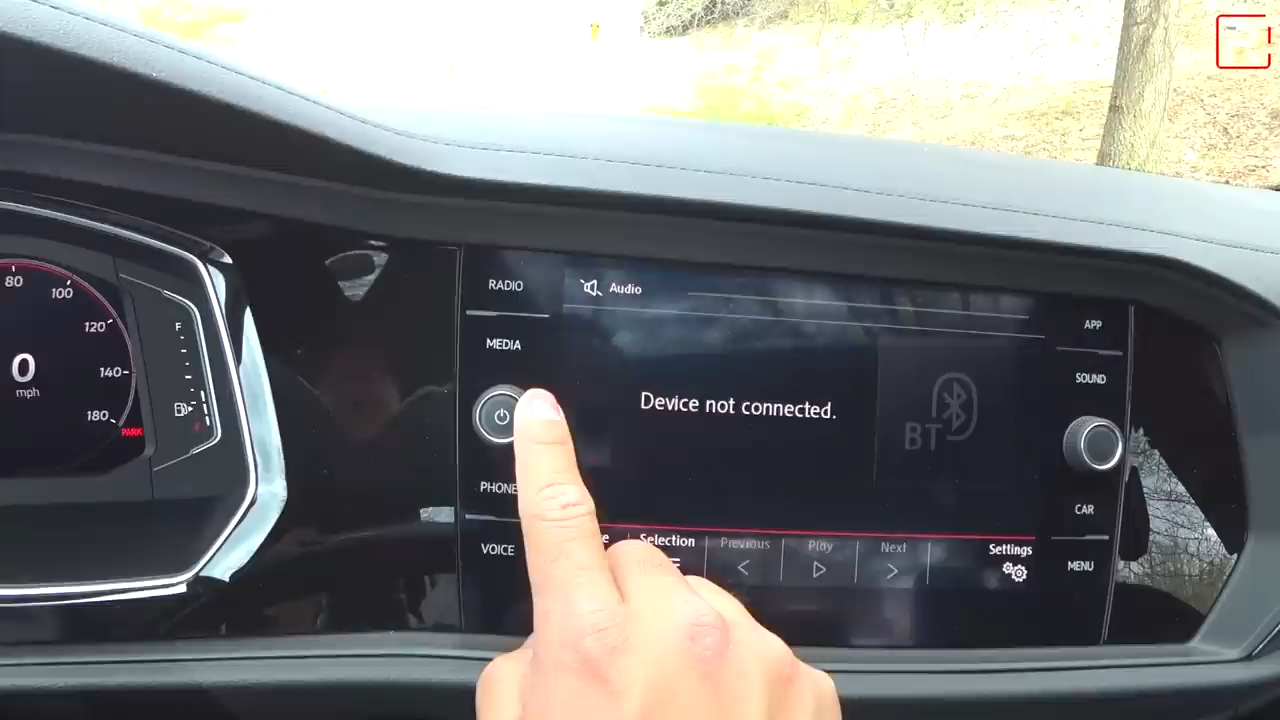 80
100
120
140
180
0
mph
F
PARK
RADIO
MEDIA
PHONE
VOICE
Audio
Device not connected.
BT
Selection
Previous
Play
Next
Settings
APP
SOUND
CAR
MENU